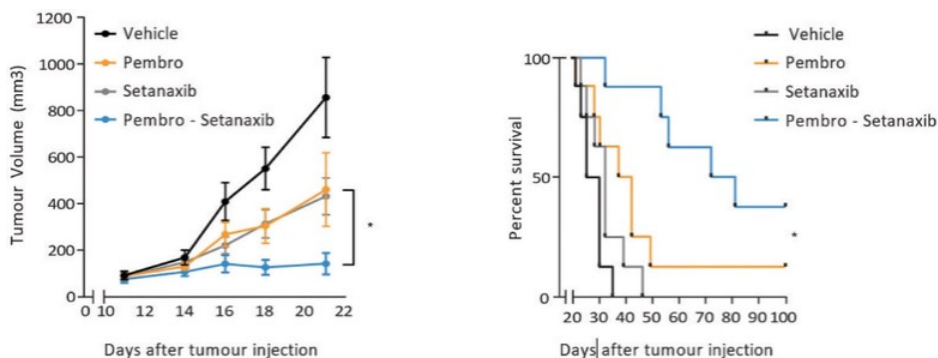 1200
1000
800
600
400
200
0
Tumour Volume (mm3)
0 10 12 14 16 18 20 22
Days after tumour injection
Vehicle
Pembro
Setanaxib
Pembro - Setanaxib
*
100
50
0
Percent survival
20 30 40 50 60 70 80 90 100
Days after tumour injection
Vehicle
Pembro
Setanaxib
Pembro - Setanaxib
*